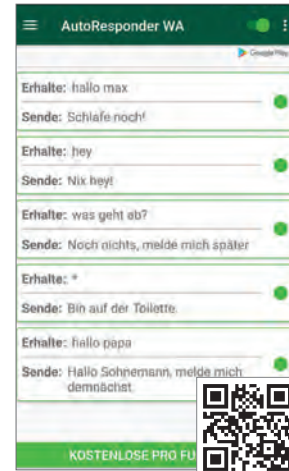 AutoResponder WA
Google Play
Erhalte: hallo max
Sende: Schlafe noch!
Erhalte: hey
Sende: Nix hey!
Erhalte: was geht ab?
Sende: Noch nichts, melde mich später
Erhalte: *
Sende: Bin auf der Toilette.
Erhalte: hallo papa
Sende: Hallo Sohnemann, melde mich
demnächst
KOSTENLOSE PRO FU